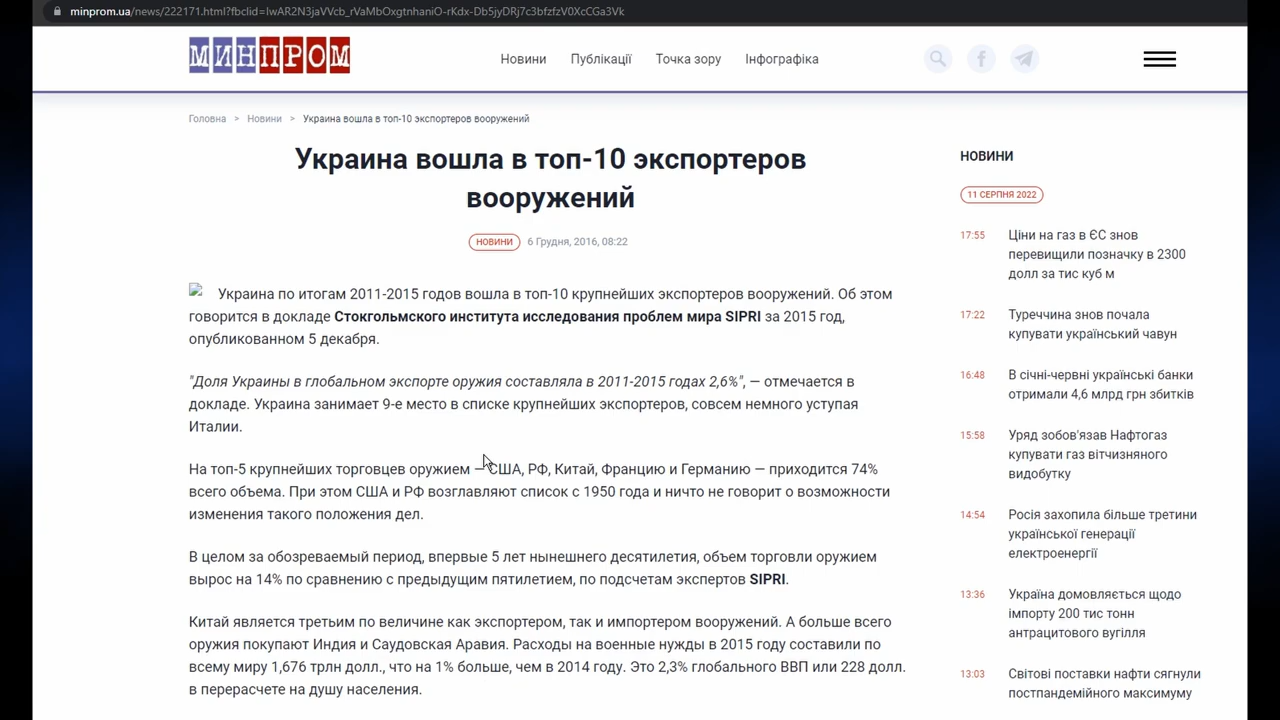 minprom.ua/news/222171.html?fbclid=IwAR2N3jaVVcb_rVaMbOxgtnhaniO-rKdx-Db5jyDRj7c3bfzfzV0XcCGa3Vk
МИНПРОМ
Новини
Публікації
Точка зору
Інфографіка
Головна > Новини > Украина вошла в топ-10 экспортеров вооружений
Украина вошла в топ-10 экспортеров
вооружений
НОВИНИ 6 Грудня, 2016, 08:22
Украина по итогам 2011-2015 годов вошла в топ-10 крупнейших экспортеров вооружений. Об этом
говорится в докладе Стокгольмского института исследования проблем мира SIPRI за 2015 год,
опубликованном 5 декабря.
"Доля Украины в глобальном экспорте оружия составляла в 2011-2015 годах 2,6%", — отмечается в
докладе. Украина занимает 9-е место в списке крупнейших экспортеров, совсем немного уступая
Италии.
На топ-5 крупнейших торговцев оружием — США, РФ, Китай, Францию и Германию — приходится 74%
всего объема. При этом США и РФ возглавляют список с 1950 года и ничто не говорит о возможности
изменения такого положения дел.
В целом за обозреваемый период, впервые 5 лет нынешнего десятилетия, объем торговли оружием
вырос на 14% по сравнению с предыдущим пятилетием, по подсчетам экспертов SIPRI.
Китай является третьим по величине как экспортером, так и импортером вооружений. А больше всего
оружия покупают Индия и Саудовская Аравия. Расходы на военные нужды в 2015 году составили по
всему миру 1,676 трлн долл., что на 1% больше, чем в 2014 году. Это 2,3% глобального ВВП или 228 долл.
в перерасчете на душу населения.
НОВИНИ
11 СЕРПНЯ 2022
17:55 Ціни на газ в ЄС знов
перевищили позначку в 2300
долл за тис куб м
17:22 Туреччина знов почала
купувати український чавун
16:48 В січні-червні українські банки
отримали 4,6 млрд грн збитків
15:58 Уряд зобов'язав Нафтогаз
купувати газ вітчизняного
видобутку
14:54 Росія захопила більше третини
української генерації
електроенергії
13:36 Україна домовляється щодо
імпорту 200 тис тонн
антрацитового вугілля
13:03 Світові поставки нафти сягнули
постпандемійного максимуму